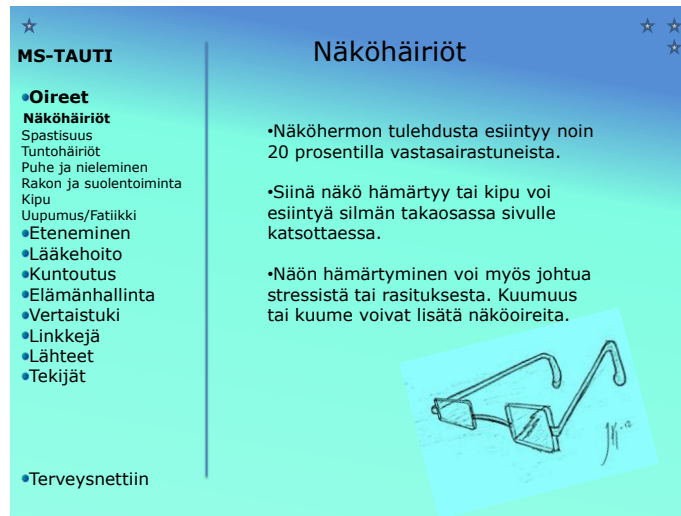 MS-TAUTI
•Oireet
Näköhäiriöt
Spastisuus
Tuntohäiriöt
Puhe ja nieleminen
Rakon ja suolentoiminta
Kipu
Uupumus/Fatiikki
•Eteneminen
•Lääkehoito
•Kuntoutus
•Elämänhallinta
•Vertaistuki
•Linkkejä
•Lähteet
•Tekijät
•Terveysnettiin
Näköhäiriöt
•Näköhermon tulehdusta esiintyy noin
20 prosentilla vastasairastuneista.
•Siinä näkö hämärtyy tai kipu voi
esiintyä silmän takaosassa sivulle
katsottaessa.
•Näön hämärtyminen voi myös johtua
stressistä tai rasituksesta. Kuumuus
tai kuume voivat lisätä näköoireita.